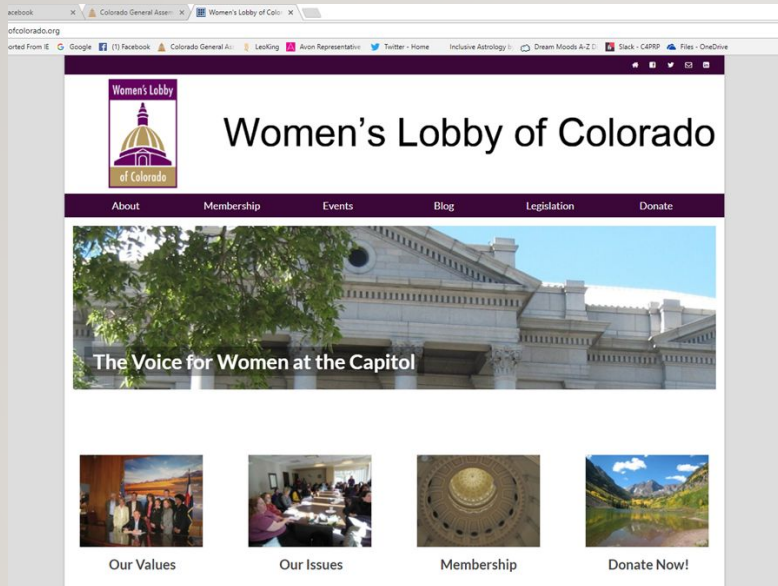 acebook
Colorado General Assem
Women's Lobby of Color
ofcolorado.org
orted From IE
Google
(1) Facebook
Colorado General As
LeoKing
Avon Representative
Twitter - Home
Inclusive Astrology b
Dream Moods A-Z D
Slack - C4PRP
Files - OneDrive
Women's Lobby
of Colorado
Women's Lobby of Colorado
About
Membership
Events
Blog
Legislation
Donate
The Voice for Women at the Capitol
Our Values
Our Issues
Membership
Donate Now!